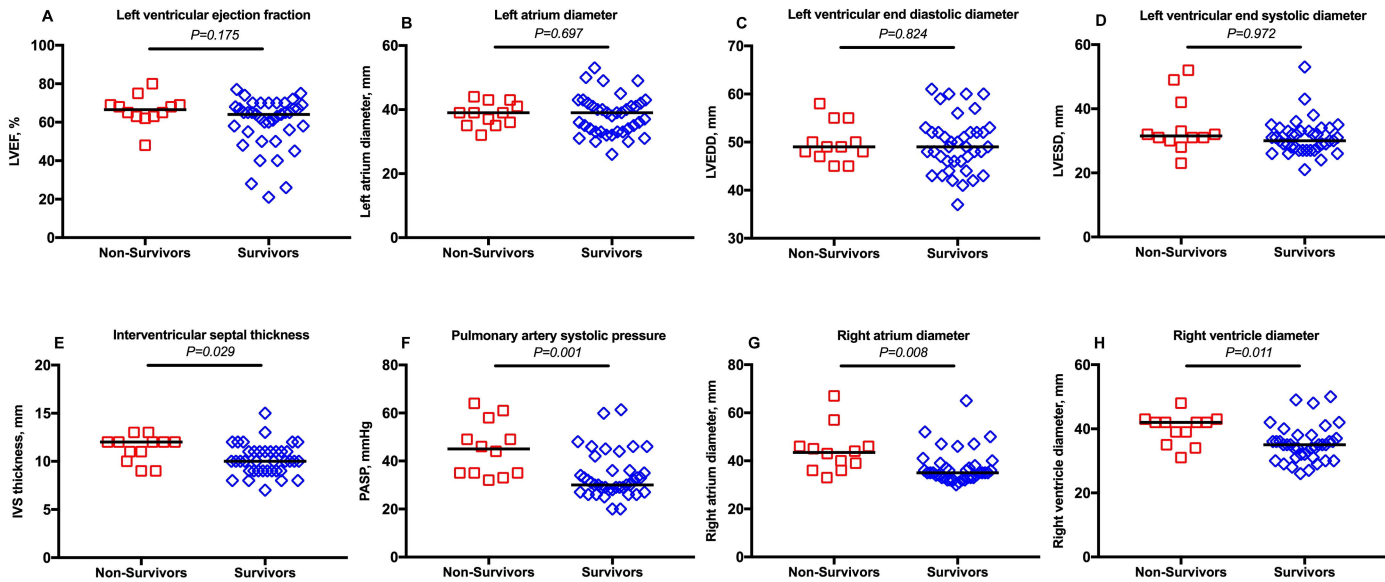 A
Left ventricular ejection fraction
P=0.175
100
80
60
40
20
0
LVEF, %
Non-Survivors
Survivors
B
Left atrium diameter
P=0.697
60
40
20
0
Left atrium diameter, mm
Non-Survivors
Survivors
C
Left ventricular end diastolic diameter
P=0.824
70
60
50
40
30
LVEDD, mm
Non-Survivors
Survivors
D
Left ventricular end systolic diameter
P=0.972
60
40
20
0
LVESD, mm
Non-Survivors
Survivors
E
Interventricular septal thickness
P=0.029
20
15
10
5
0
IVS thickness, mm
Non-Survivors
Survivors
F
Pulmonary artery systolic pressure
P=0.001
80
60
40
20
0
PASP, mmHg
Non-Survivors
Survivors
G
Right atrium diameter
P=0.008
80
60
40
20
0
Right atrium diameter, mm
Non-Survivors
Survivors
H
Right ventricle diameter
P=0.011
60
40
20
0
Right ventricle diameter, mm
Non-Survivors
Survivors